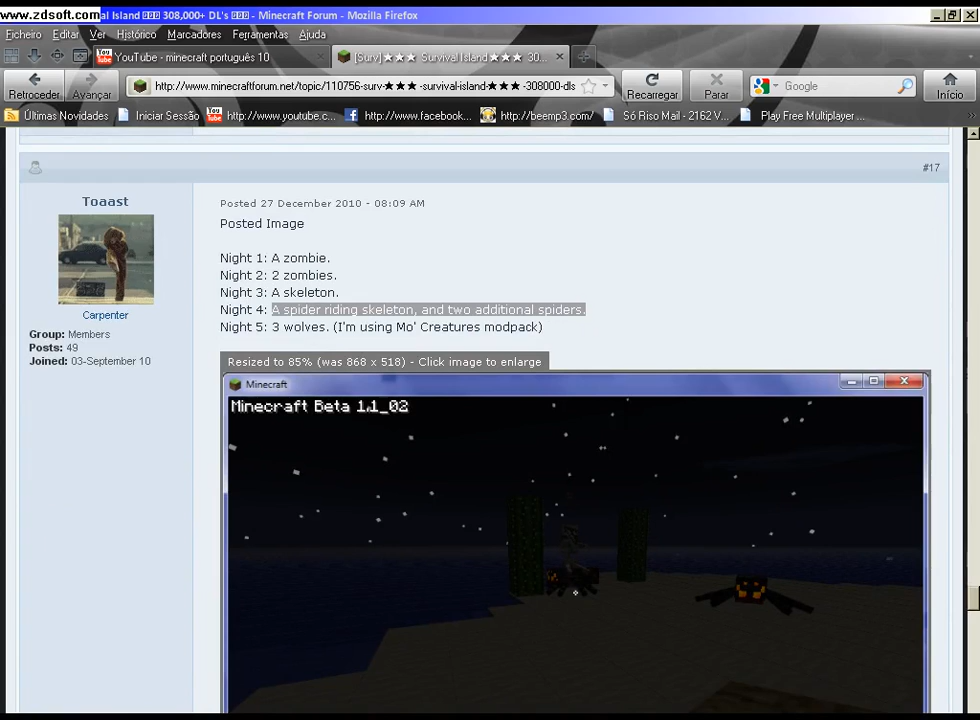 www.zdsoft.com al Island 308,000+ DL's - Minecraft Forum - Mozilla Firefox
Ficheiro Editar Ver Histórico Marcadores Ferramentas Ajuda
YouTube - minecraft português 10 [Surv]★★★ Survival Island★★★ 30...
Retroceder Avançar http://www.minecraftforum.net/topic/110756-surv-★★★-survival-island★★★-308000-dls Recarregar Parar Google Início
Últimas Novidades Iniciar Sessão http://www.youtube.c... http://www.facebook... http://beemp3.com/ Só Riso Mail - 2162 V... Play Free Multiplayer ...
#17
Toaast
Carpenter
Group: Members
Posts: 49
Joined: 03-September 10
Posted 27 December 2010 - 08:09 AM
Posted Image
Night 1: A zombie.
Night 2: 2 zombies.
Night 3: A skeleton.
Night 4: A spider riding skeleton, and two additional spiders.
Night 5: 3 wolves. (I'm using Mo' Creatures modpack)
Resized to 85% (was 868 x 518) - Click image to enlarge
Minecraft
Minecraft Beta 1.1_02